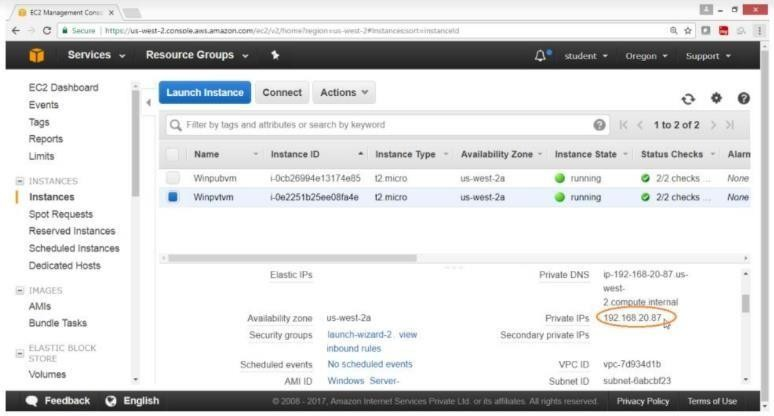 EC2 Management Consc
Secure | https://us-west-2.console.aws.amazon.com/ec2/v2/home?region=us-west-2#Instances:sort=instanceId
Services Resource Groups student Oregon Support
EC2 Dashboard
Events
Tags
Reports
Limits
INSTANCES
Instances
Spot Requests
Reserved Instances
Scheduled Instances
Dedicated Hosts
IMAGES
AMIs
Bundle Tasks
ELASTIC BLOCK
STORE
Volumes
Launch Instance Connect Actions
Filter by tags and attributes or search by keyword 1 to 2 of 2
Name Instance ID Instance Type Availability Zone Instance State Status Checks Alarm
Winpubvm i-0cb26994e13174e85 t2.micro us-west-2a running 2/2 checks ... None
Winpvtvm i-0e2251b25ee08fa4e t2.micro us-west-2a running 2/2 checks ... None
Elastic IPs Private DNS ip-192-168-20-87.us-
west-
2.compute.internal
Availability zone us-west-2a Private IPs 192.168.20.87
Security groups launch-wizard-2. view Secondary private IPs
inbound rules
Scheduled events No scheduled events VPC ID vpc-7d934d1b
AMI ID Windows_Server- Subnet ID subnet-6abcbf23
Feedback English © 2008 - 2017, Amazon Internet Services Private Ltd. or its affiliates. All rights reserved. Privacy Policy Terms of Use